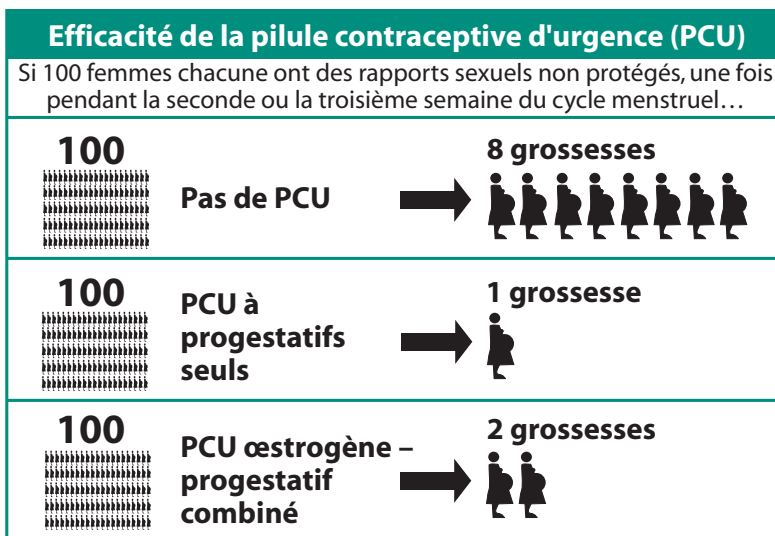 Efficacité de la pilule contraceptive d'urgence (PCU)
Si 100 femmes chacune ont des rapports sexuels non protégés, une fois
pendant la seconde ou la troisième semaine du cycle menstruel…
100
Pas de PCU
8 grossesses
100
PCU à
progestatifs
seuls
1 grossesse
100
PCU œstrogène –
progestatif
combiné
2 grossesses